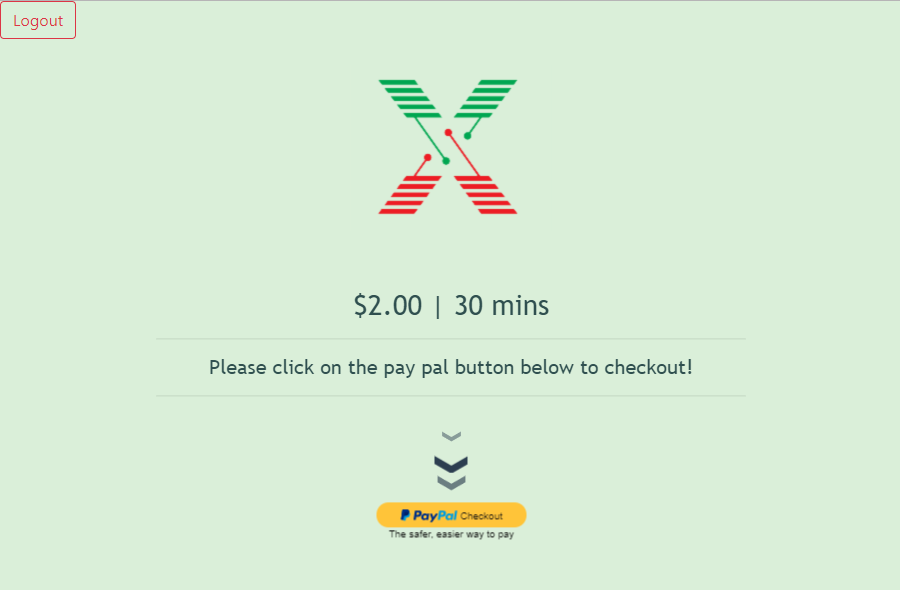 Logout
$2.00 | 30 mins
Please click on the pay pal button below to checkout!
PayPal Checkout
The safer, easier way to pay